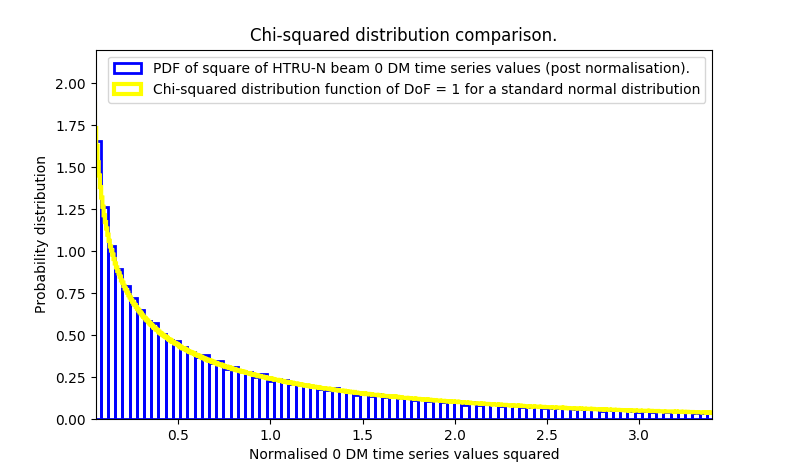 Chi-squared distribution comparison.
PDF of square of HTRU-N beam 0 DM time series values (post normalisation).
Chi-squared distribution function of DoF = 1 for a standard normal distribution
Probability distribution
2.00
1.75
1.50
1.25
1.00
0.75
0.50
0.25
0.00
0.5 1.0 1.5 2.0 2.5 3.0
Normalised 0 DM time series values squared